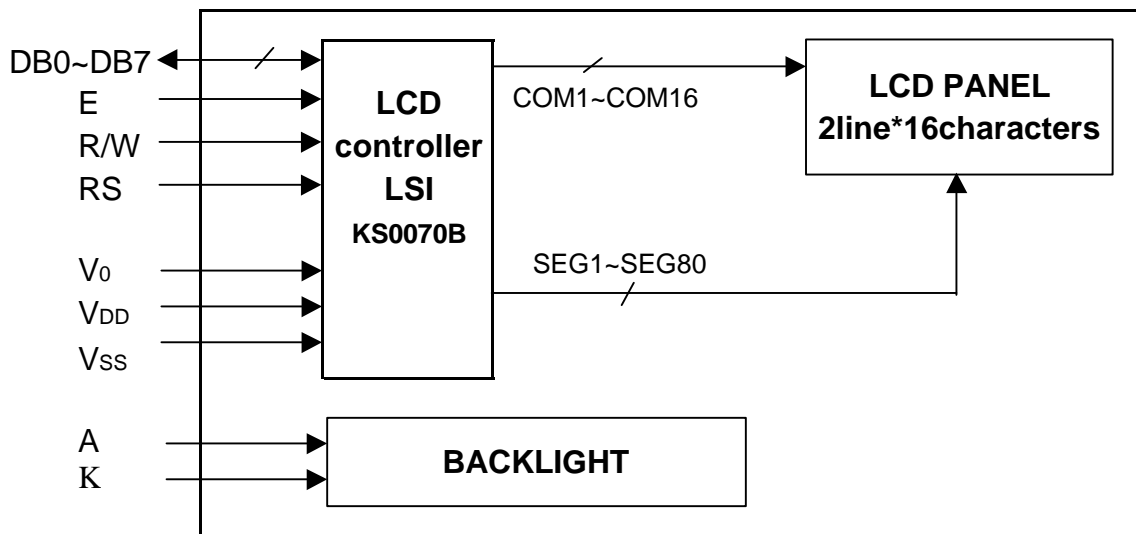 DB0~DB7
E
R/W
RS
V0
VDD
VSS
A
K
LCD
controller
LSI
KS0070B
COM1~COM16
SEG1~SEG80
LCD PANEL
2line*16characters
BACKLIGHT